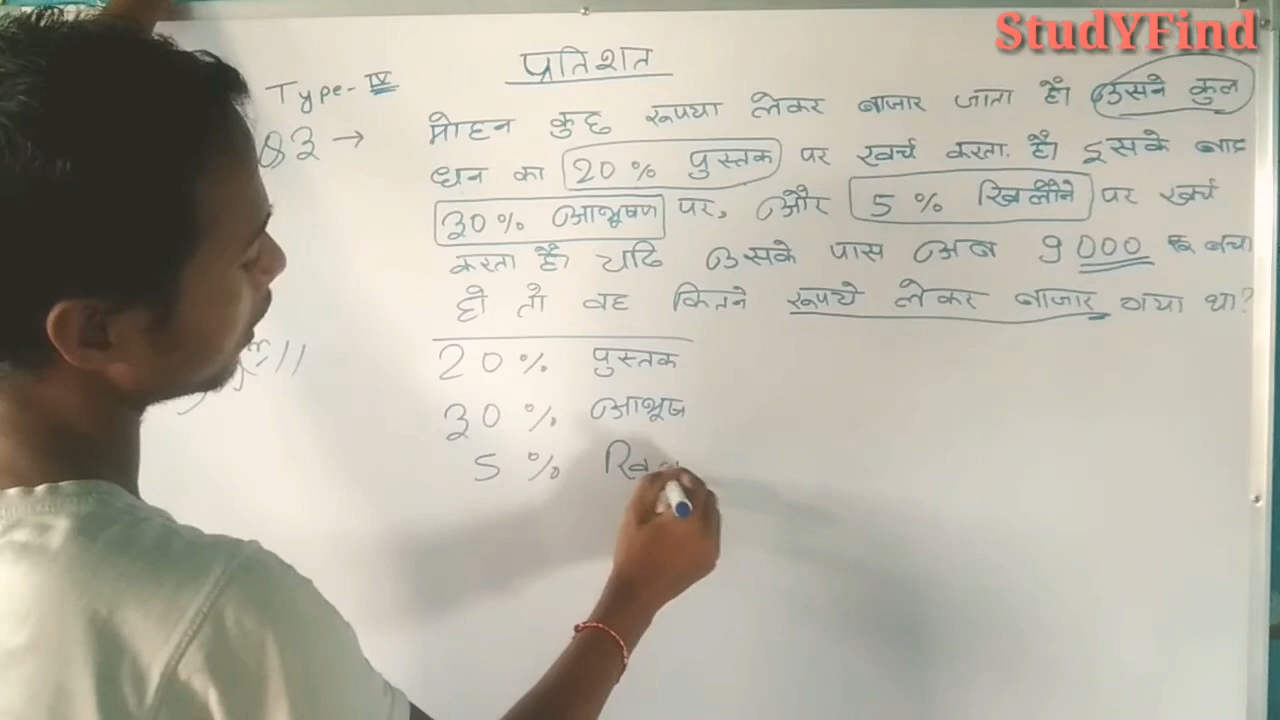 StudYFind
प्रतिशत
Type- IV
83 → मोहन कुछ रूपया लेकर बाजार जाता है। उसने कुल
धन का 20% पुस्तक पर खर्च करता है। इसके बाद
30% आभूषण पर, और 5% खिलौने पर खर्च
करता है। यदि उसके पास अब 9000 रू बचा
हो तो वह कितने रूपये लेकर बाजार गया था?
20% पुस्तक
30% आभूष
5% खि